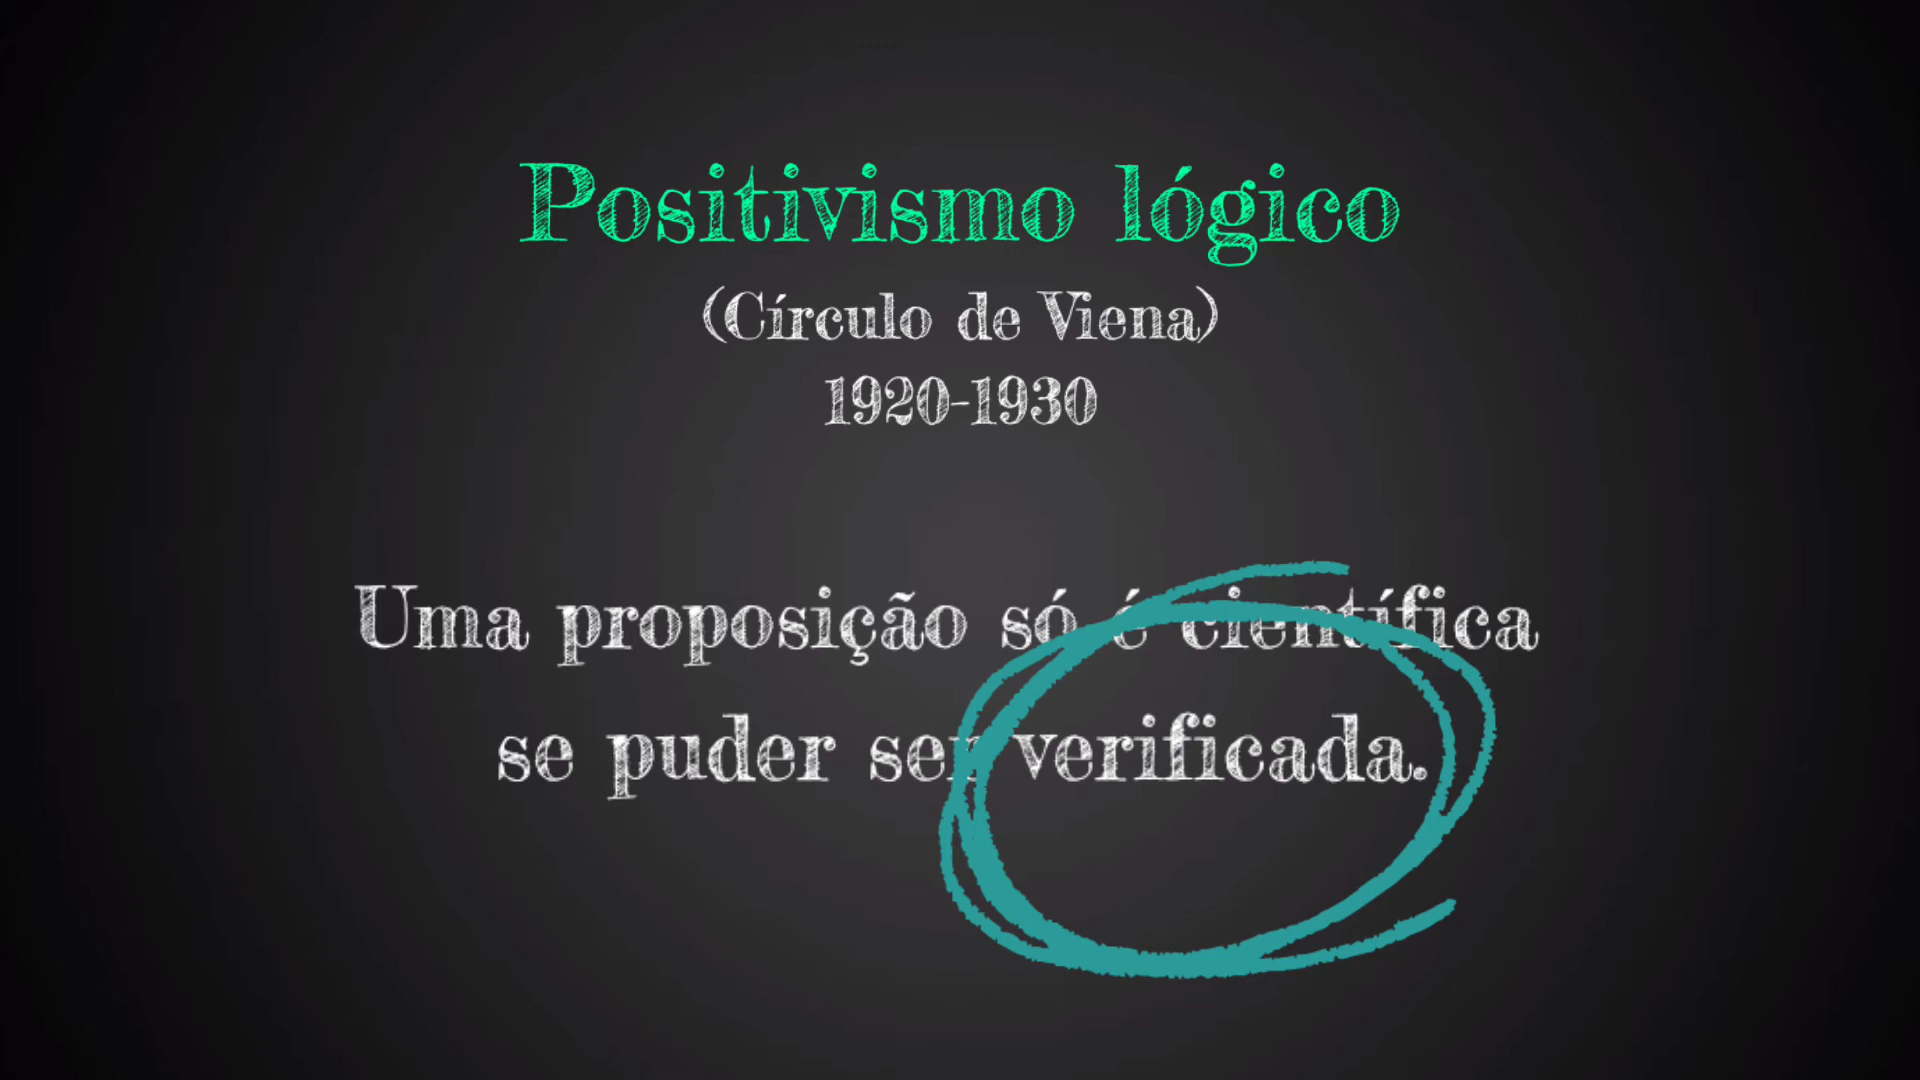 Positivismo lógico
(Círculo de Viena)
1920-1930
Uma proposição só é científica
se puder ser verificada.